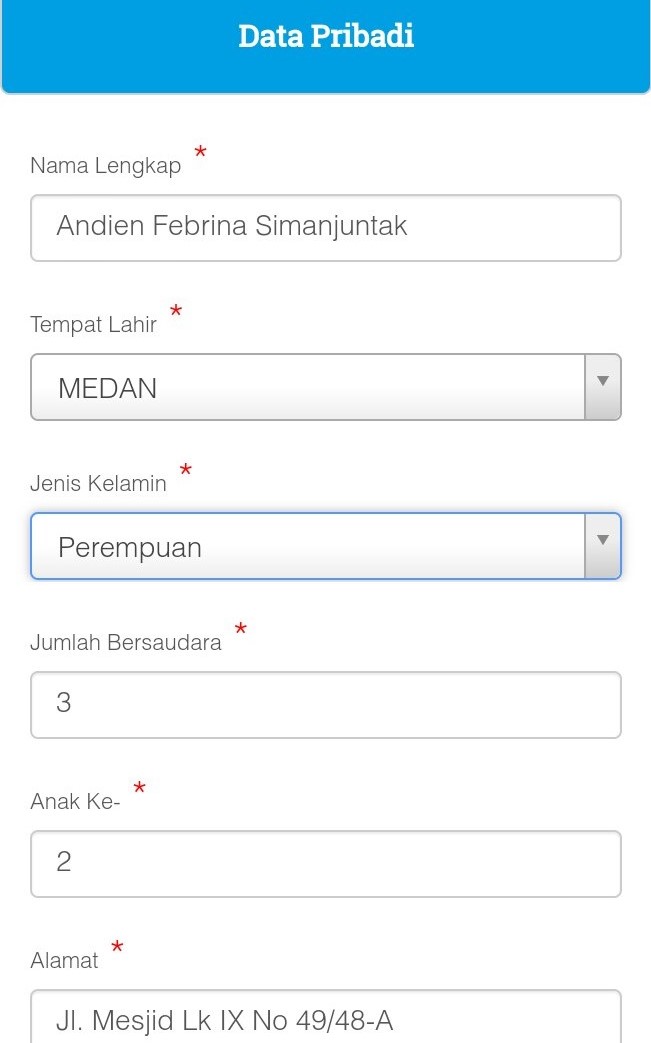 Data Pribadi
Nama Lengkap *
Andien Febrina Simanjuntak
Tempat Lahir *
MEDAN
Jenis Kelamin *
Perempuan
Jumlah Bersaudara *
3
Anak Ke- *
2
Alamat *
Jl. Mesjid Lk IX No 49/48-A